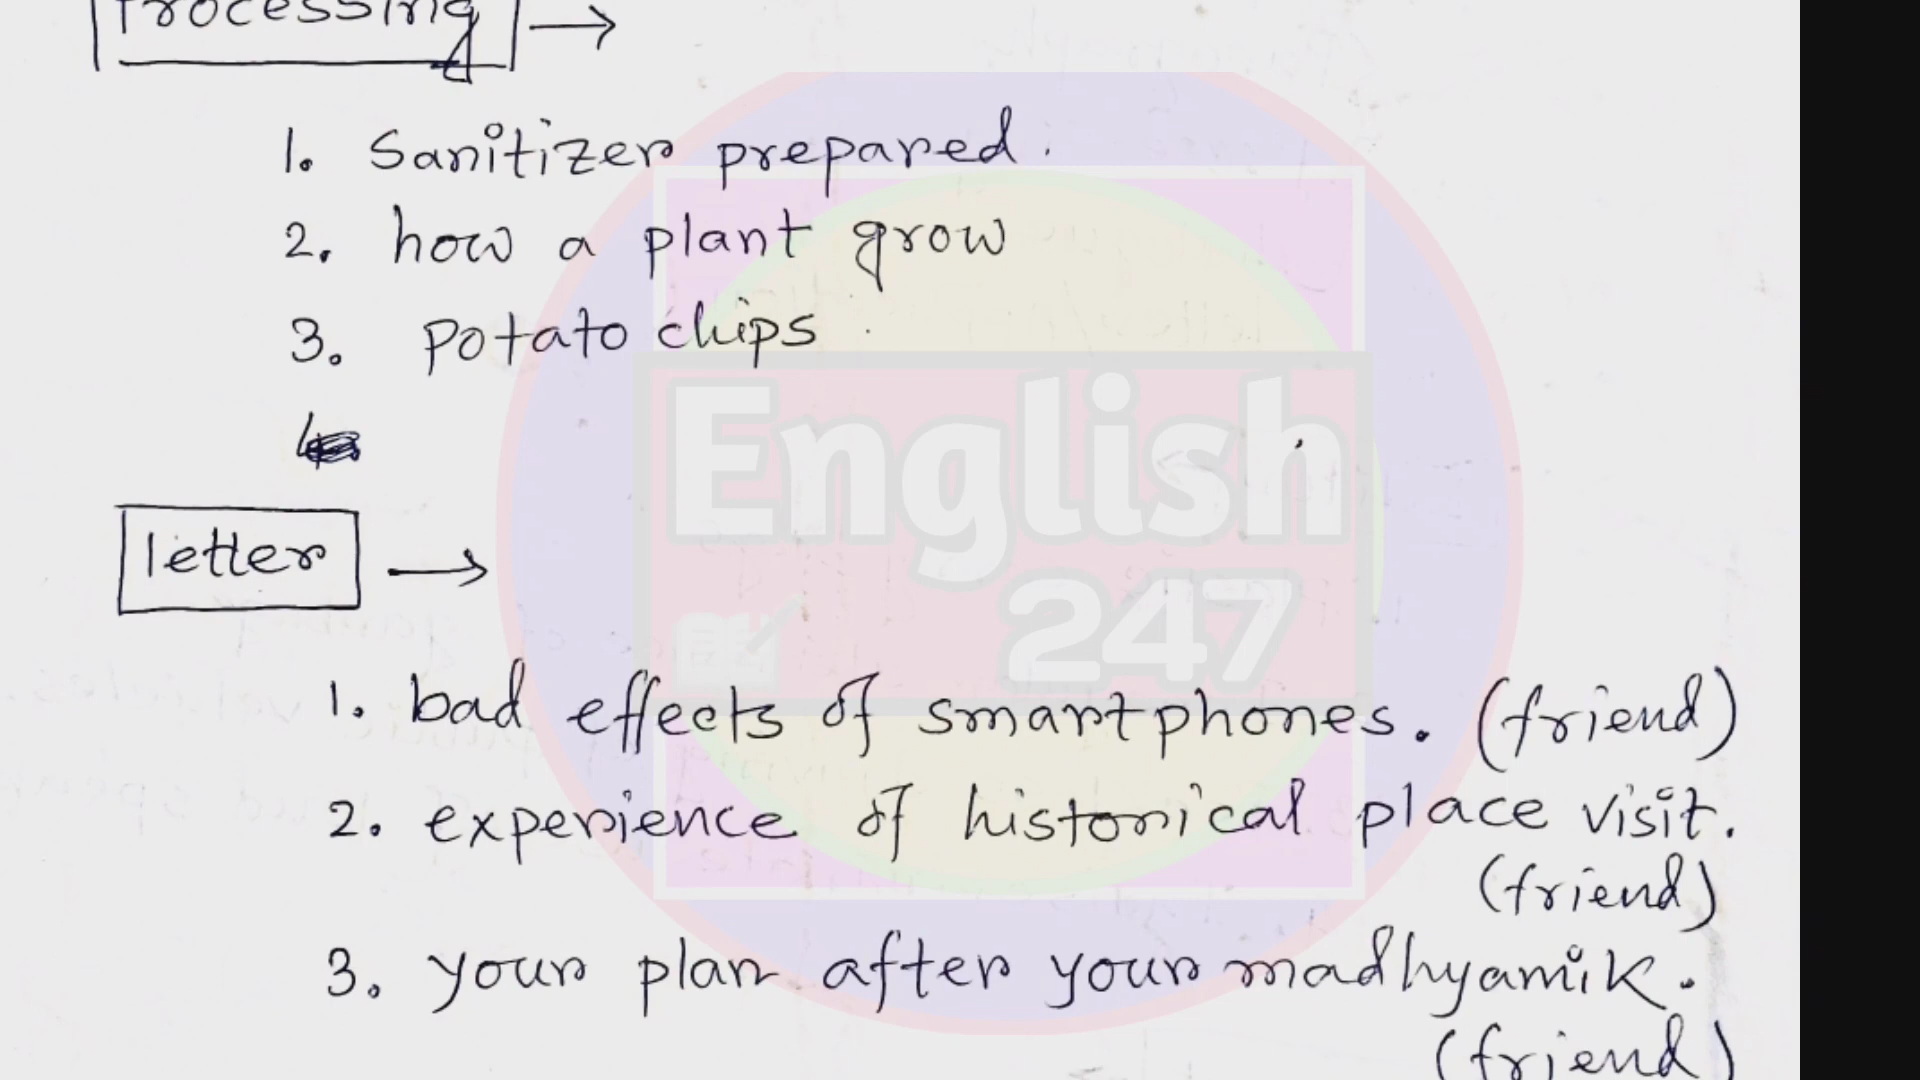 Processing →
1. Sanitizer prepared.
2. how a plant grow
3. potato chips
English
247
letter →
1. bad effects of smartphones. (friend)
2. experience of historical place visit.
(friend)
3. your plan after your madhyamik.
(friend)